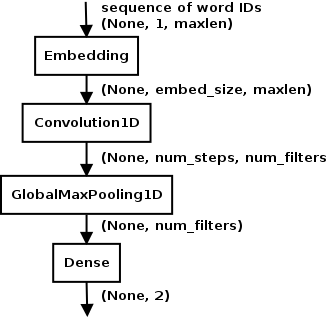 sequence of word IDs
(None, 1, maxlen)
Embedding
(None, embed_size, maxlen)
Convolution1D
(None, num_steps, num_filters
GlobalMaxPooling1D
(None, num_filters)
Dense
(None, 2)